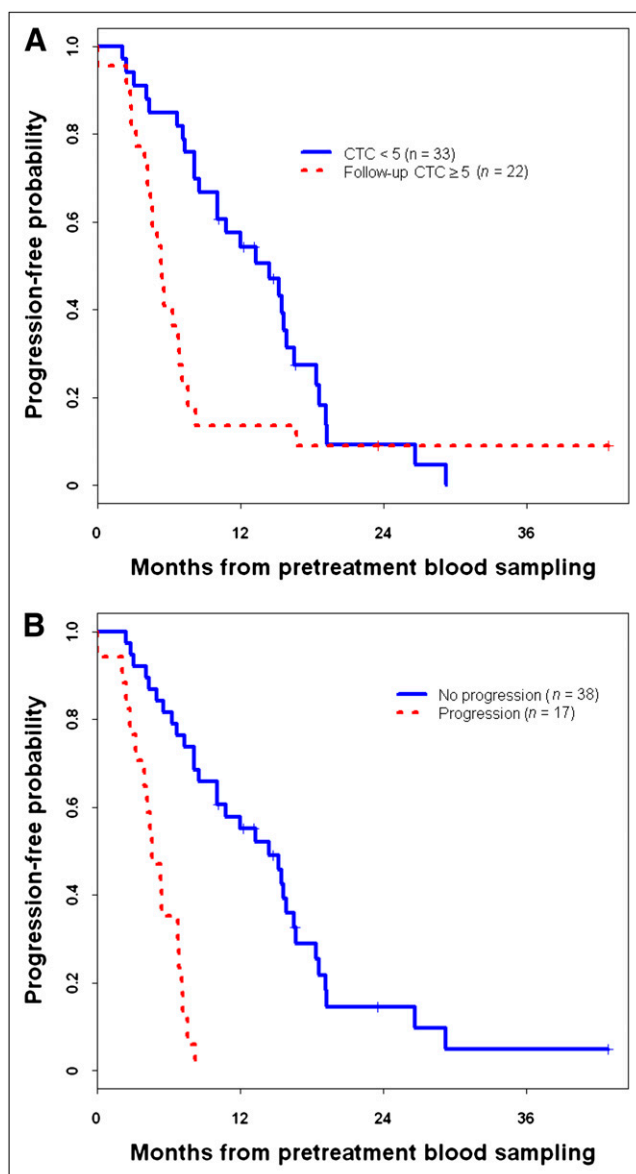 A
1.0
0.8
0.6
0.4
0.2
0
Progression-free probability
CTC < 5 (n = 33)
Follow-up CTC ≥ 5 (n = 22)
0 12 24 36
Months from pretreatment blood sampling
B
1.0
0.8
0.6
0.4
0.2
0
Progression-free probability
No progression (n = 38)
Progression (n = 17)
0 12 24 36
Months from pretreatment blood sampling